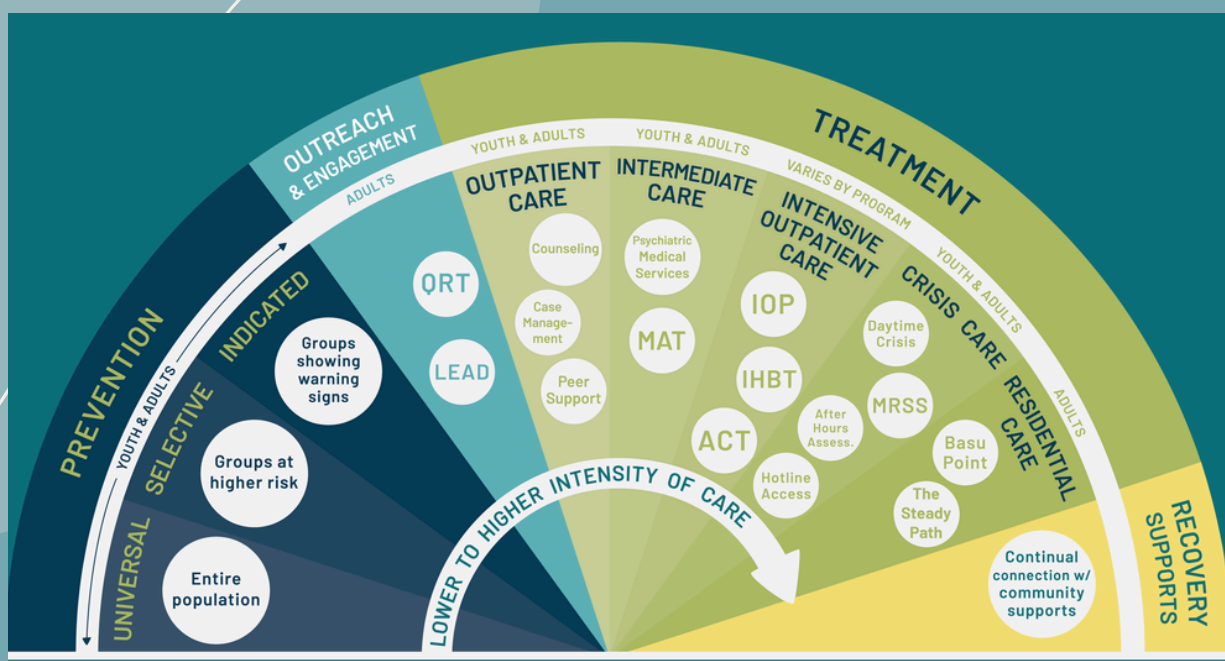 PREVENTION
YOUTH & ADULTS
UNIVERSAL
Entire
population
SELECTIVE
Groups at
higher risk
INDICATED
Groups
showing
warning
signs
OUTREACH
& ENGAGEMENT
ADULTS
QRT
LEAD
TREATMENT
YOUTH & ADULTS
OUTPATIENT
CARE
Counseling
Case
Manage-
ment
Peer
Support
YOUTH & ADULTS
INTERMEDIATE
CARE
Psychiatric
Medical
Services
MAT
VARIES BY PROGRAM
INTENSIVE
OUTPATIENT
CARE
IOP
IHBT
ACT
YOUTH & ADULTS
CRISIS CARE
Daytime
Crisis
MRSS
After
Hours
Assess.
Hotline
Access
ADULTS
RESIDENTIAL
CARE
Basu
Point
The
Steady
Path
RECOVERY
SUPPORTS
Continual
connection w/
community
supports
LOWER TO HIGHER INTENSITY OF CARE